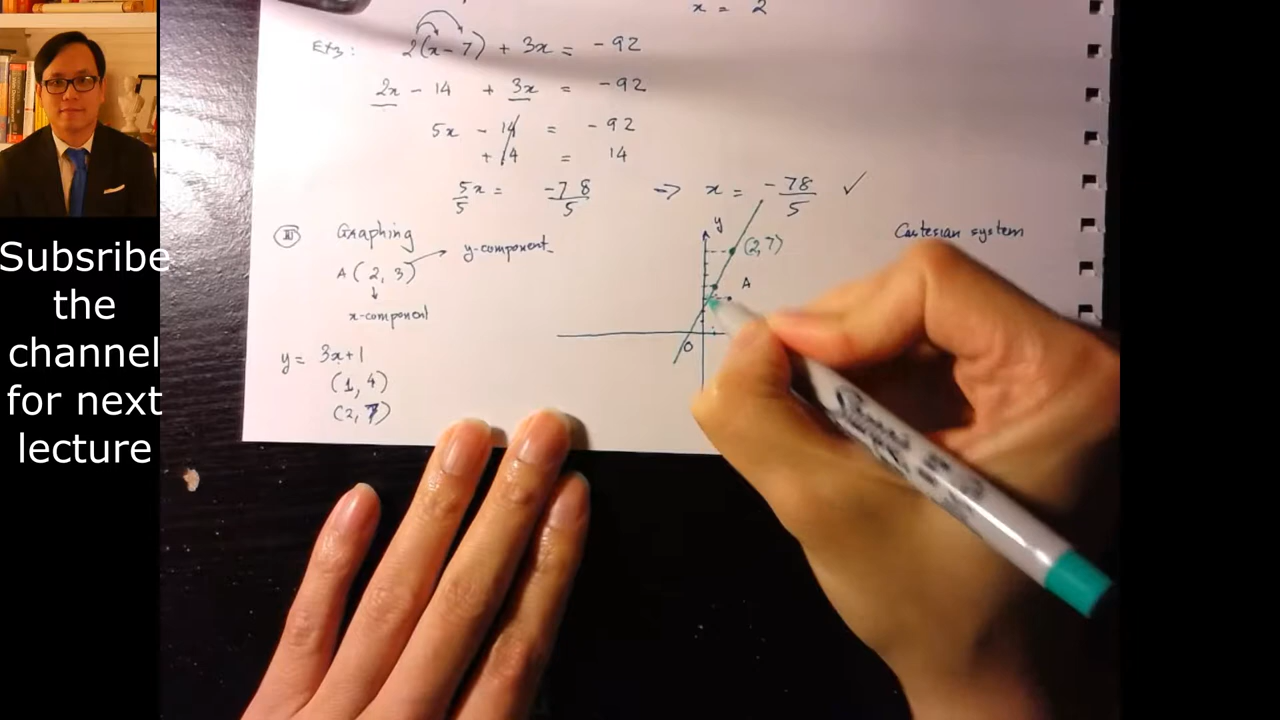 x = 2
Ex3: 2(x-7) + 3x = -92
2x - 14 + 3x = -92
5x - 14 = -92
+14 = 14
5x/5 = -78/5 => x = -78/5 ✓
III Graphing
A(2, 3)
y-component
x-component
y = 3x+1
(1, 4)
(2, 7)
y
(2,7)
A
O
Cartesian system
Subsribe
the
channel
for next
lecture